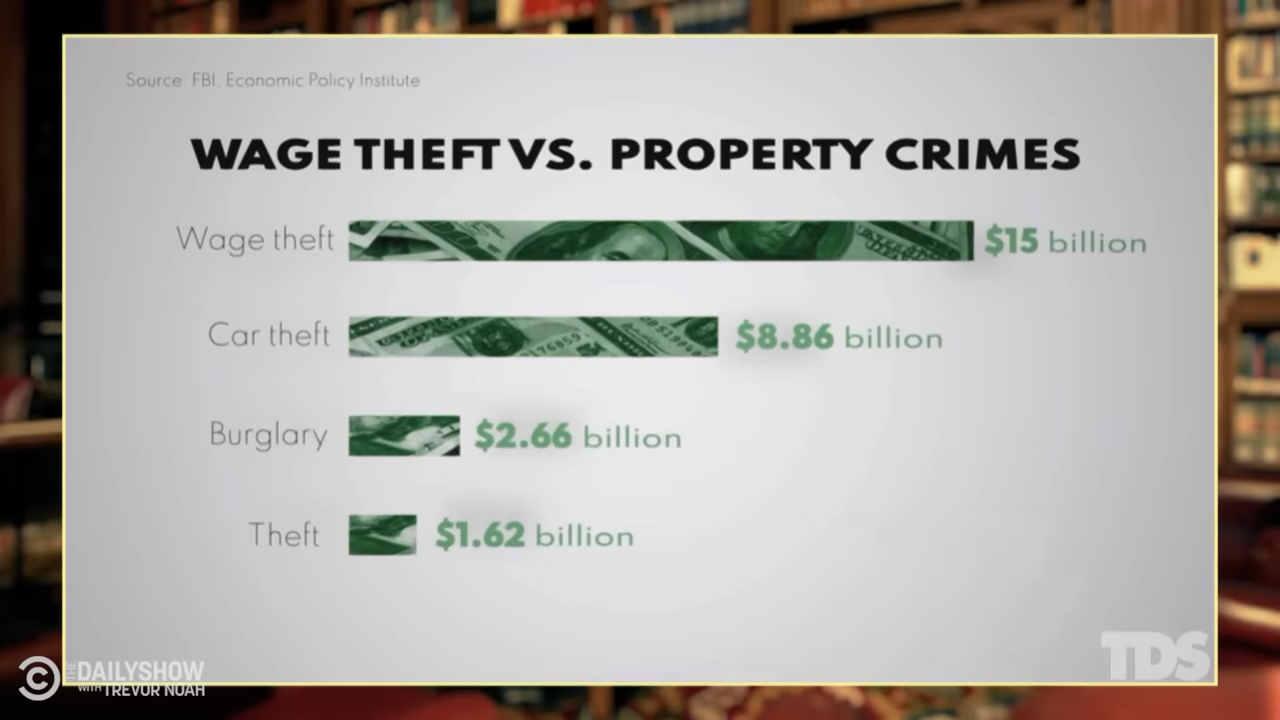 Source FBI, Economic Policy Institute
WAGE THEFT VS. PROPERTY CRIMES
Wage theft $15 billion
Car theft $8.86 billion
Burglary $2.66 billion
Theft $1.62 billion
TDS
THE DAILY SHOW
WITH TREVOR NOAH